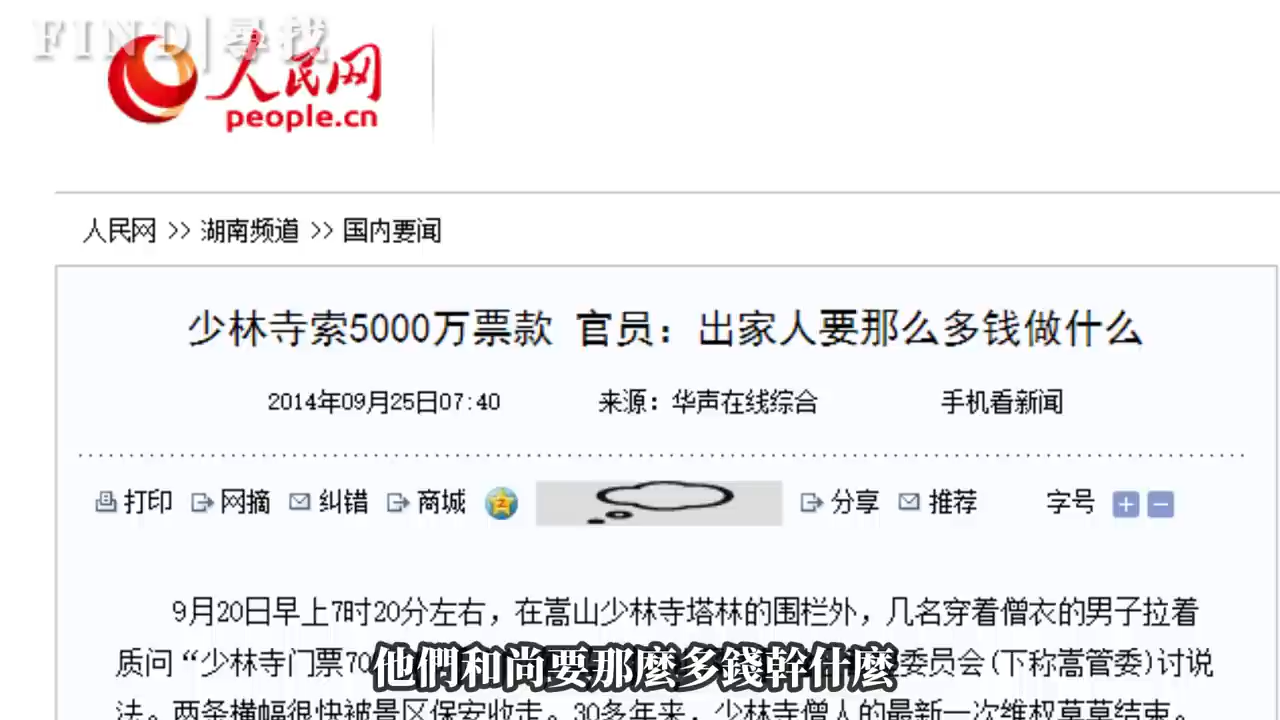 FIND|尋找
人民网
people.cn
人民网 >> 湖南频道 >> 国内要闻
少林寺索5000万票款 官员：出家人要那么多钱做什么
2014年09月25日07:40 来源：华声在线综合 手机看新闻
打印 网摘 纠错 商城 分享 推荐 字号 + −
9月20日早上7时20分左右，在嵩山少林寺塔林的围栏外，几名穿着僧衣的男子拉着
质问“少林寺门票70 委员会(下称嵩管委)讨说
他們和尚要那麼多錢幹什麼
法。两条横幅很快被景区保安收走。30多年来，少林寺僧人的最新一次维权草草结束。